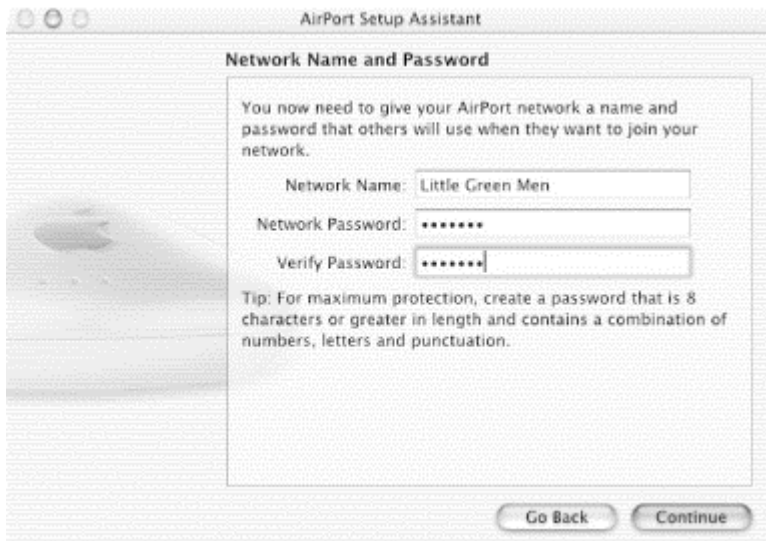 AirPort Setup Assistant
Network Name and Password
You now need to give your AirPort network a name and
password that others will use when they want to join your
network.
Network Name: Little Green Men
Network Password: •••••••
Verify Password: •••••••
Tip: For maximum protection, create a password that is 8
characters or greater in length and contains a combination of
numbers, letters and punctuation.
Go Back Continue